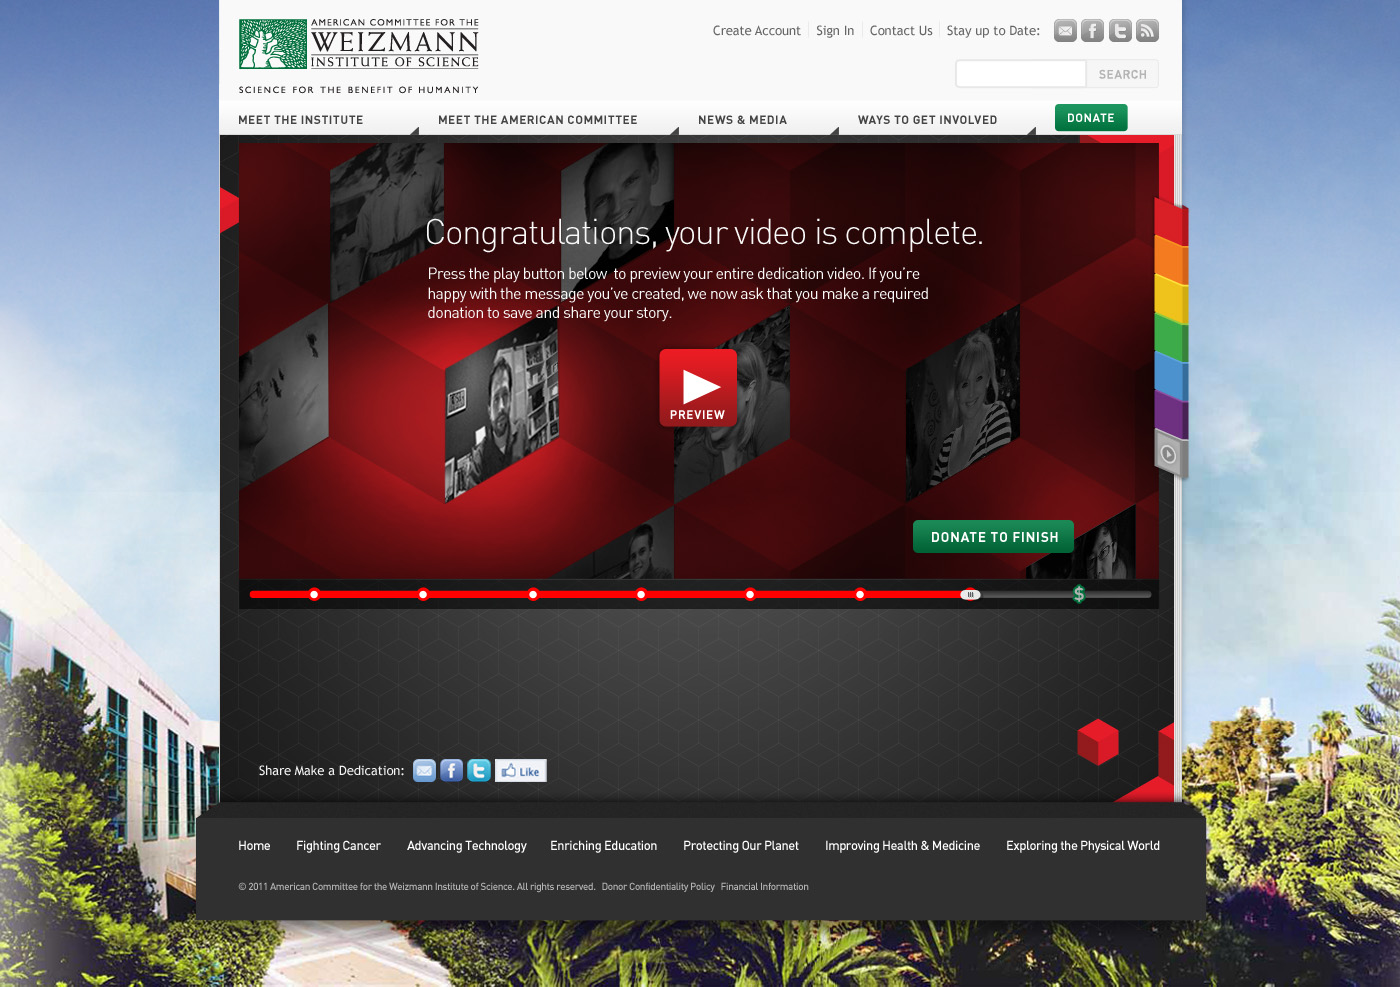 AMERICAN COMMITTEE FOR THE
WEIZMANN
INSTITUTE OF SCIENCE
SCIENCE FOR THE BENEFIT OF HUMANITY
Create Account
Sign In
Contact Us
Stay up to Date:
SEARCH
MEET THE INSTITUTE
MEET THE AMERICAN COMMITTEE
NEWS & MEDIA
WAYS TO GET INVOLVED
DONATE
Congratulations, your video is complete.
Press the play button below to preview your entire dedication video. If you're
happy with the message you've created, we now ask that you make a required
donation to save and share your story.
PREVIEW
DONATE TO FINISH
$
Share Make a Dedication:
Like
Home
Fighting Cancer
Advancing Technology
Enriching Education
Protecting Our Planet
Improving Health & Medicine
Exploring the Physical World
© 2011 American Committee for the Weizmann Institute of Science. All rights reserved. Donor Confidentiality Policy Financial Information